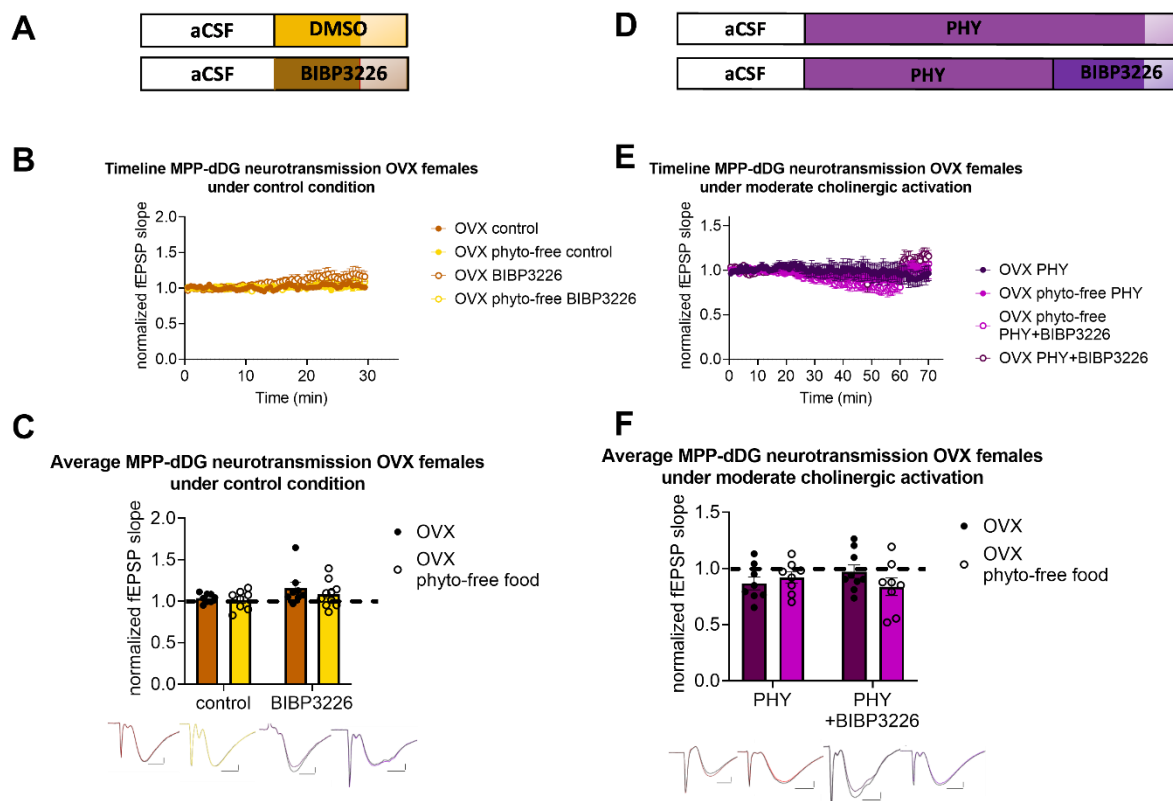 A
aCSF DMSO
aCSF BIBP3226
B
Timeline MPP-dDG neurotransmission OVX females
under control condition
normalized fEPSP slope
2.0
1.5
1.0
0.5
0.0
0 10 20 30
Time (min)
OVX control
OVX phyto-free control
OVX BIBP3226
OVX phyto-free BIBP3226
C
Average MPP-dDG neurotransmission OVX females
under control condition
normalized fEPSP slope
2.0
1.5
1.0
0.5
0.0
control BIBP3226
OVX
OVX
phyto-free food
D
aCSF PHY
aCSF PHY BIBP3226
E
Timeline MPP-dDG neurotransmission OVX females
under moderate cholinergic activation
normalized fEPSP slope
1.5
1.0
0.5
0.0
0 10 20 30 40 50 60 70
Time (min)
OVX PHY
OVX phyto-free PHY
OVX phyto-free
PHY+BIBP3226
OVX PHY+BIBP3226
F
Average MPP-dDG neurotransmission OVX females
under moderate cholinergic activation
normalized fEPSP slope
1.5
1.0
0.5
0.0
PHY PHY
+BIBP3226
OVX
OVX
phyto-free food